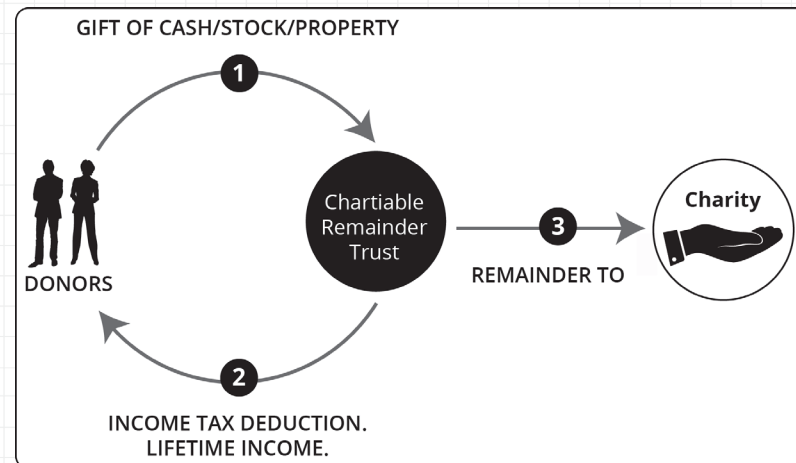 GIFT OF CASH/STOCK/PROPERTY
1
DONORS
Chartiable
Remainder
Trust
3
REMAINDER TO
Charity
2
INCOME TAX DEDUCTION.
LIFETIME INCOME.